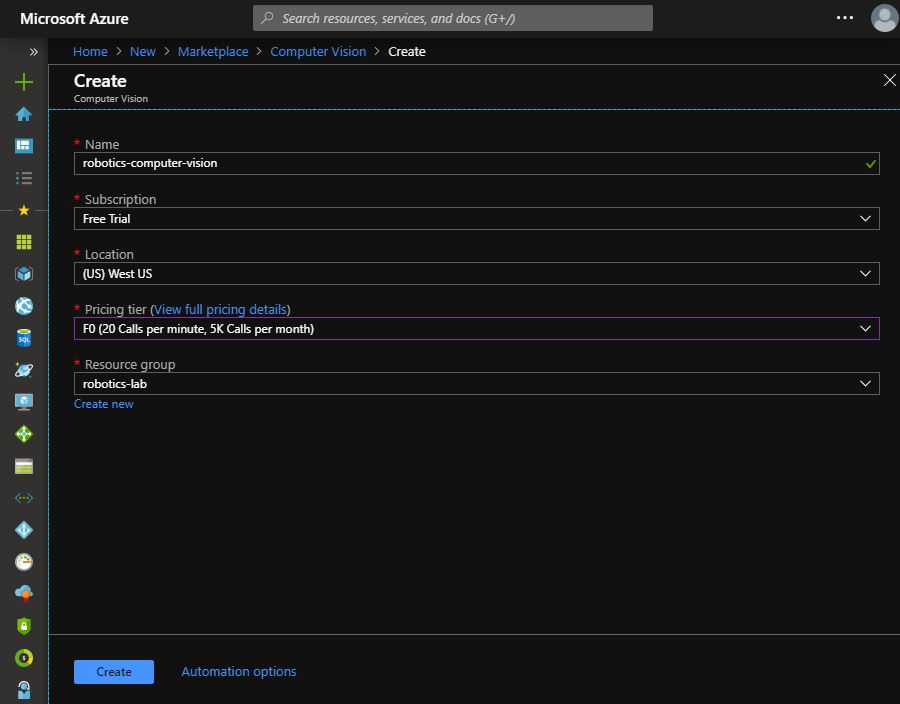 Microsoft Azure
Search resources, services, and docs (G+/)
Home > New > Marketplace > Computer Vision > Create
Create
Computer Vision
* Name
robotics-computer-vision
* Subscription
Free Trial
* Location
(US) West US
* Pricing tier (View full pricing details)
F0 (20 Calls per minute, 5K Calls per month)
* Resource group
robotics-lab
Create new
SQL
Create
Automation options